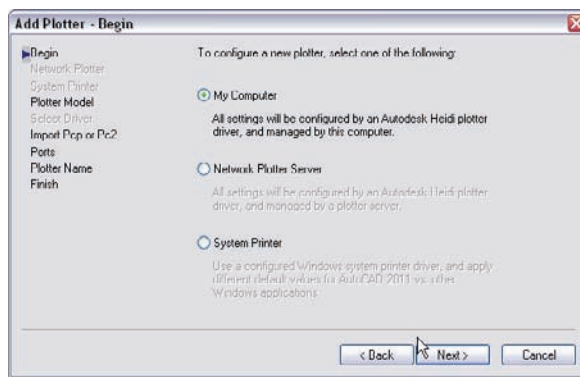 Add Plotter - Begin
Begin
Network Plotter
System Printer
Plotter Model
Select Driver
Import Pcp or Pc2
Ports
Plotter Name
Finish
To configure a new plotter, select one of the following:
My Computer
All settings will be configured by an Autodesk Heidi plotter
driver, and managed by this computer.
Network Plotter Server
All settings will be configured by an Autodesk Heidi plotter
driver, and managed by a plotter server.
System Printer
Use a configured Windows system printer driver, and apply
different default values for AutoCAD 2011 vs. other
Windows applications.
< Back
Next >
Cancel